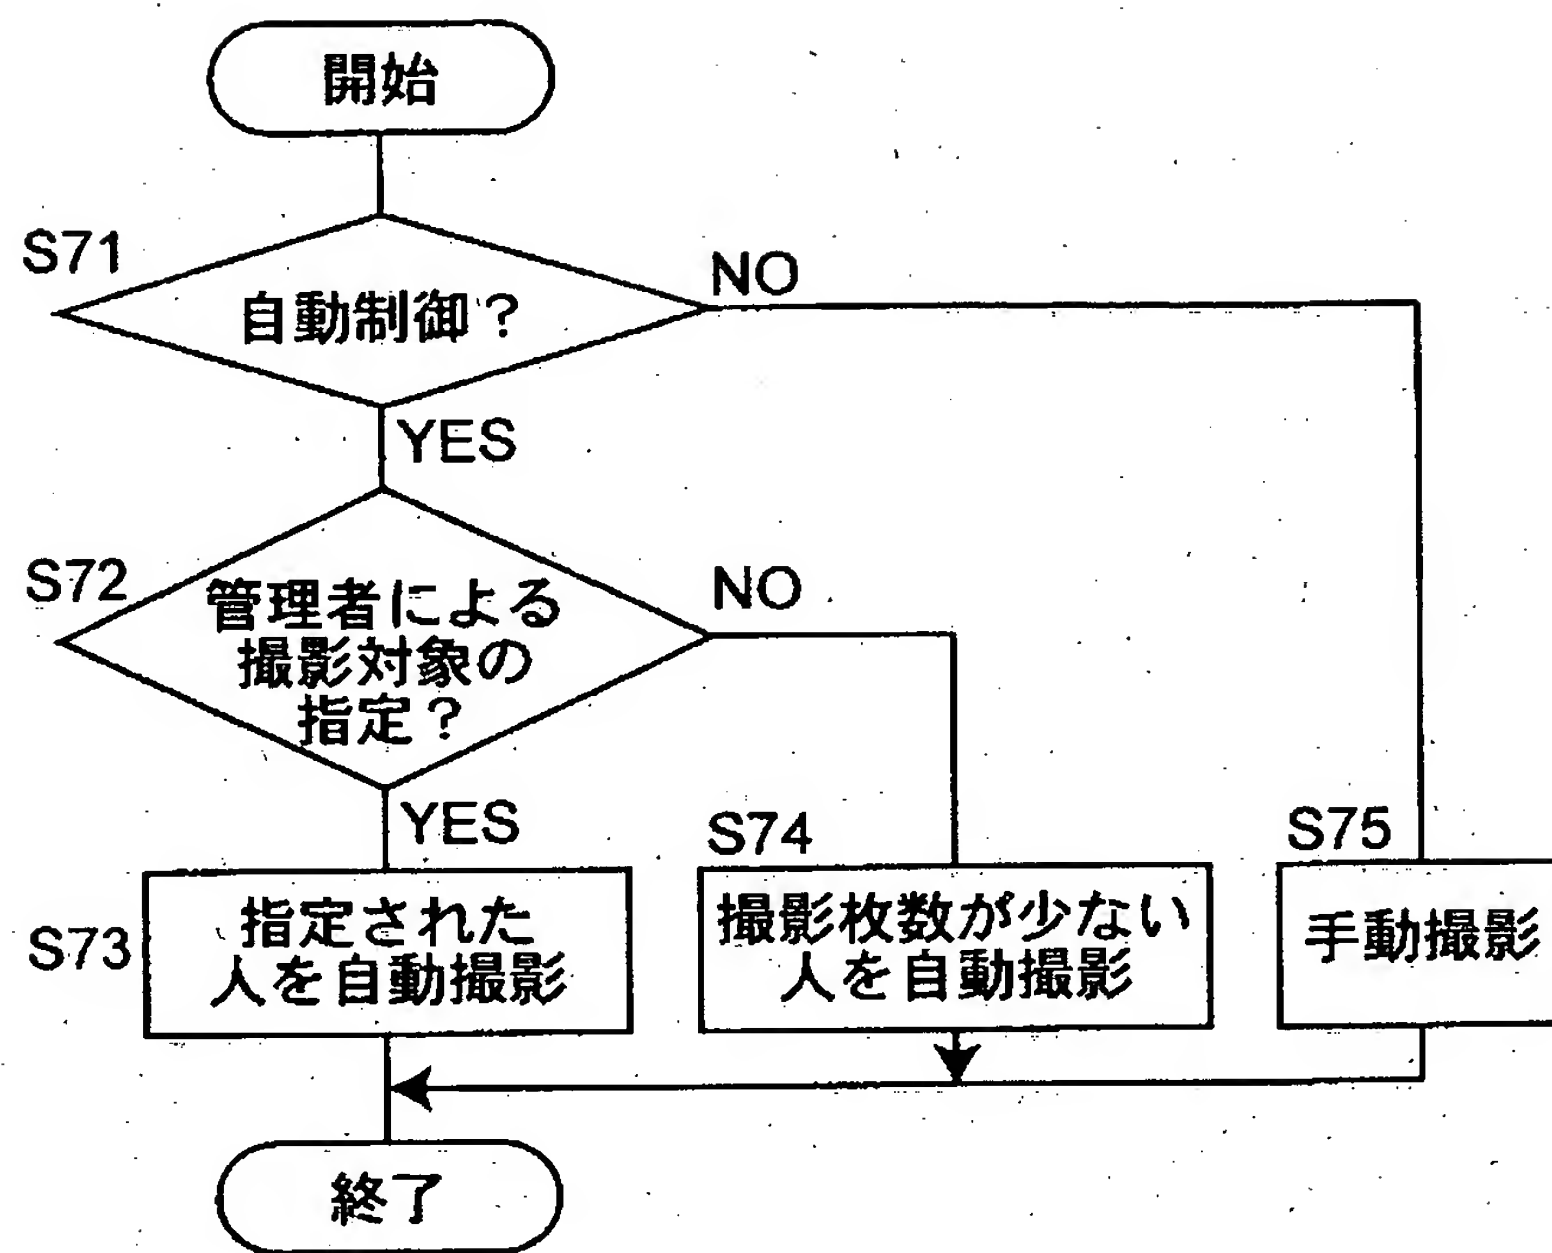 開始
S71
自動制御？
NO
YES
S72
管理者による
撮影対象の
指定？
NO
YES
S73
指定された
人を自動撮影
S74
撮影枚数が少ない
人を自動撮影
S75
手動撮影
終了